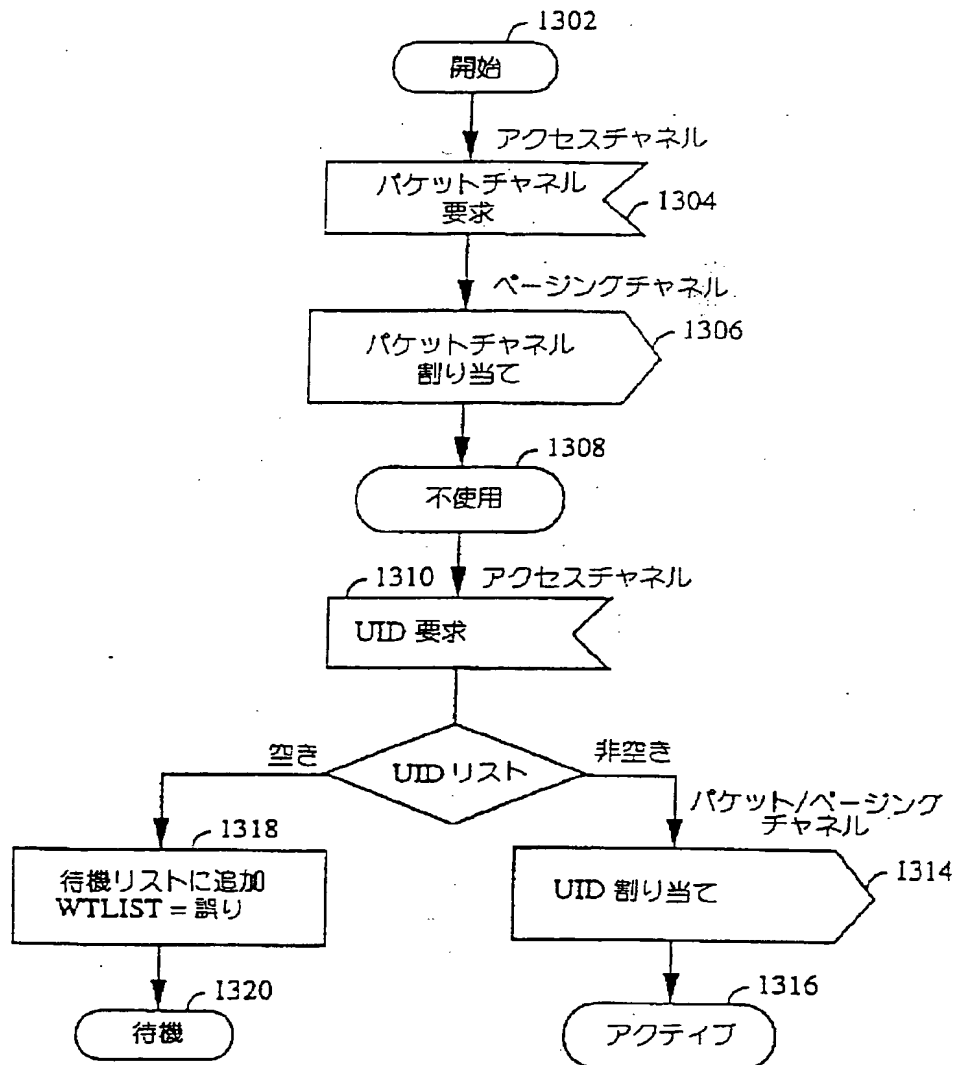 1302
開始
アクセスチャネル
パケットチャネル
要求
1304
ページングチャネル
パケットチャネル
割り当て
1306
1308
不使用
1310
アクセスチャネル
UID 要求
空き
UID リスト
非空き
パケット/ページング
チャネル
1318
待機リストに追加
WTLIST = 誤り
UID 割り当て
1314
1320
待機
1316
アクティブ